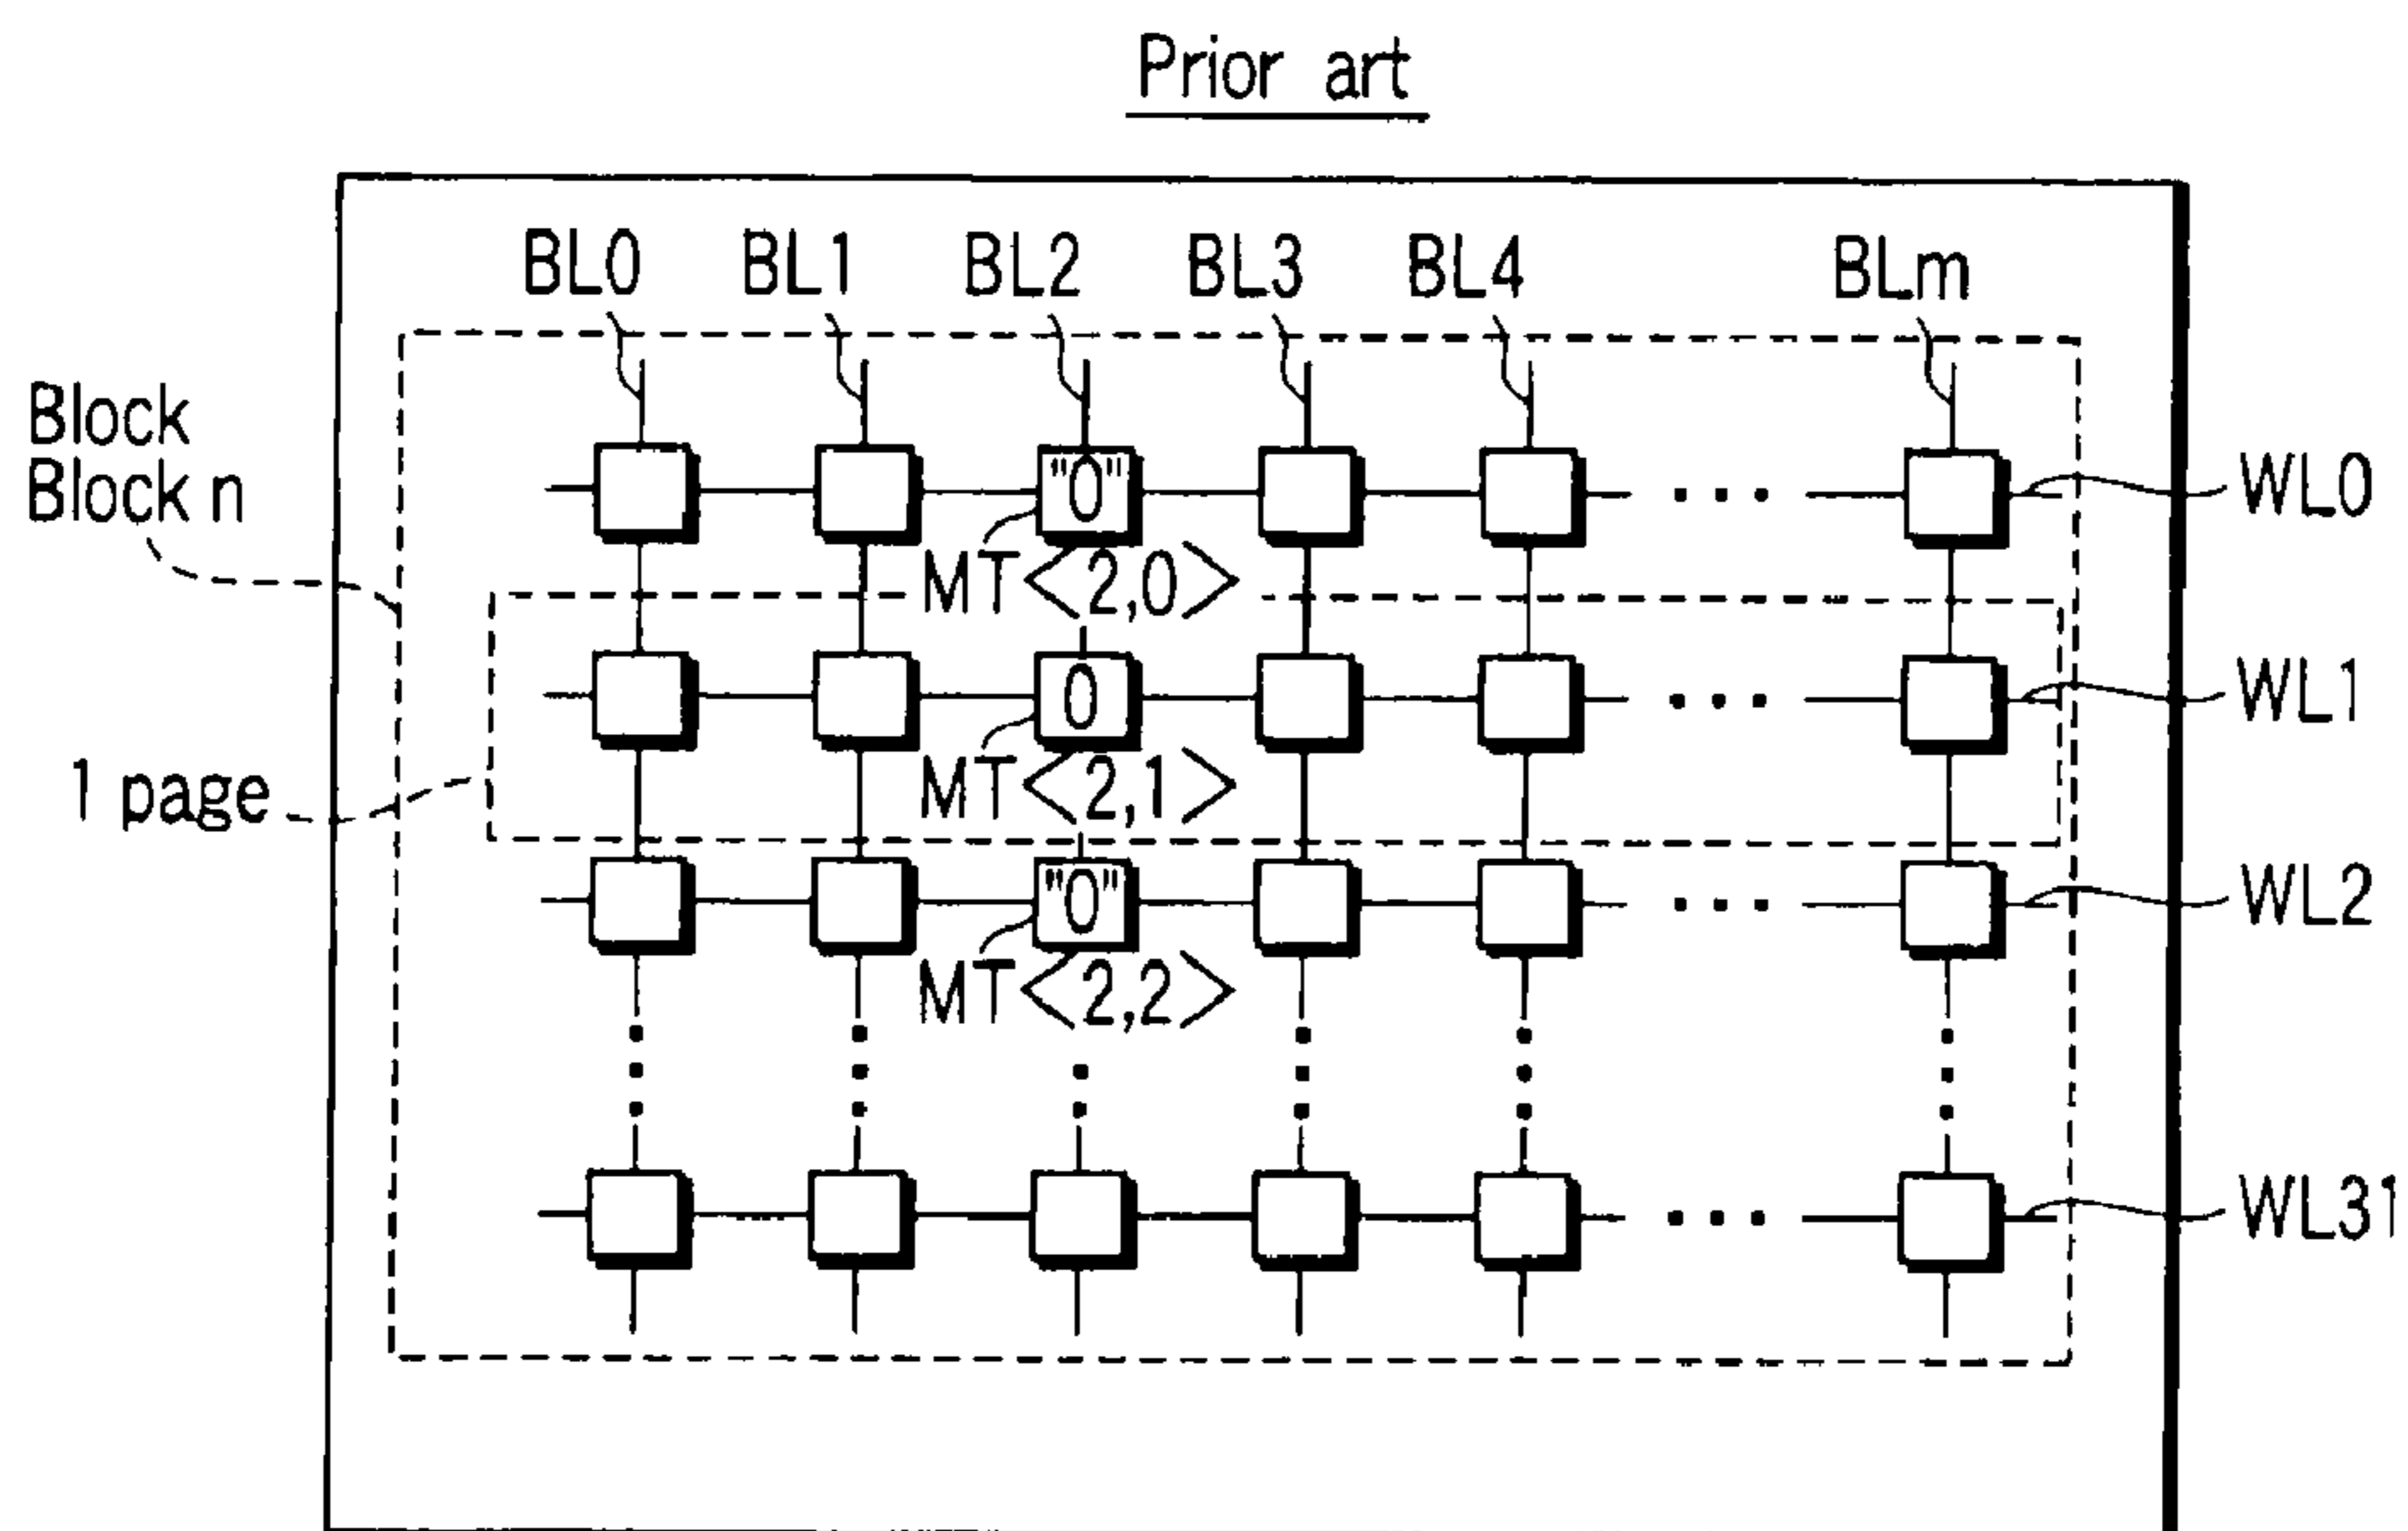 Prior art
BL0 BL1 BL2 BL3 BL4 BLm
Block
Block n
"0"
WL0
MT<2,0>
0
WL1
MT<2,1>
1 page
"0"
WL2
MT<2,2>
WL31